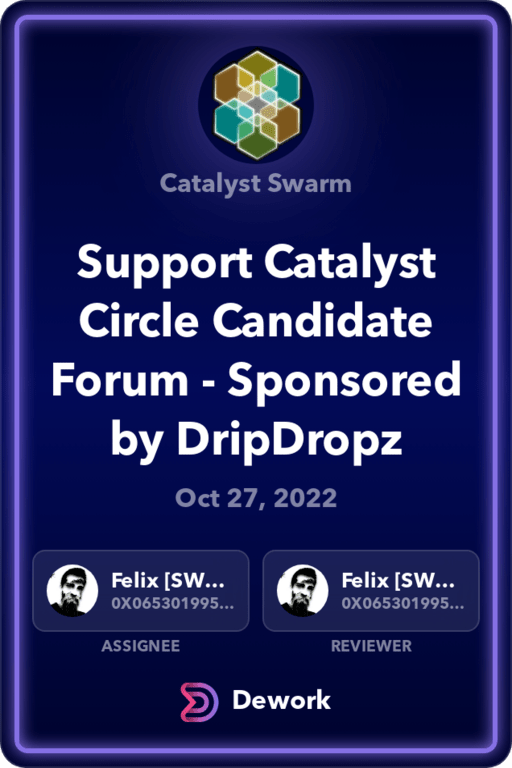 Catalyst Swarm
Support Catalyst
Circle Candidate
Forum - Sponsored
by DripDropz
Oct 27, 2022
Felix [SW...
0X065301995...
ASSIGNEE
Felix [SW...
0X065301995...
REVIEWER
Dework